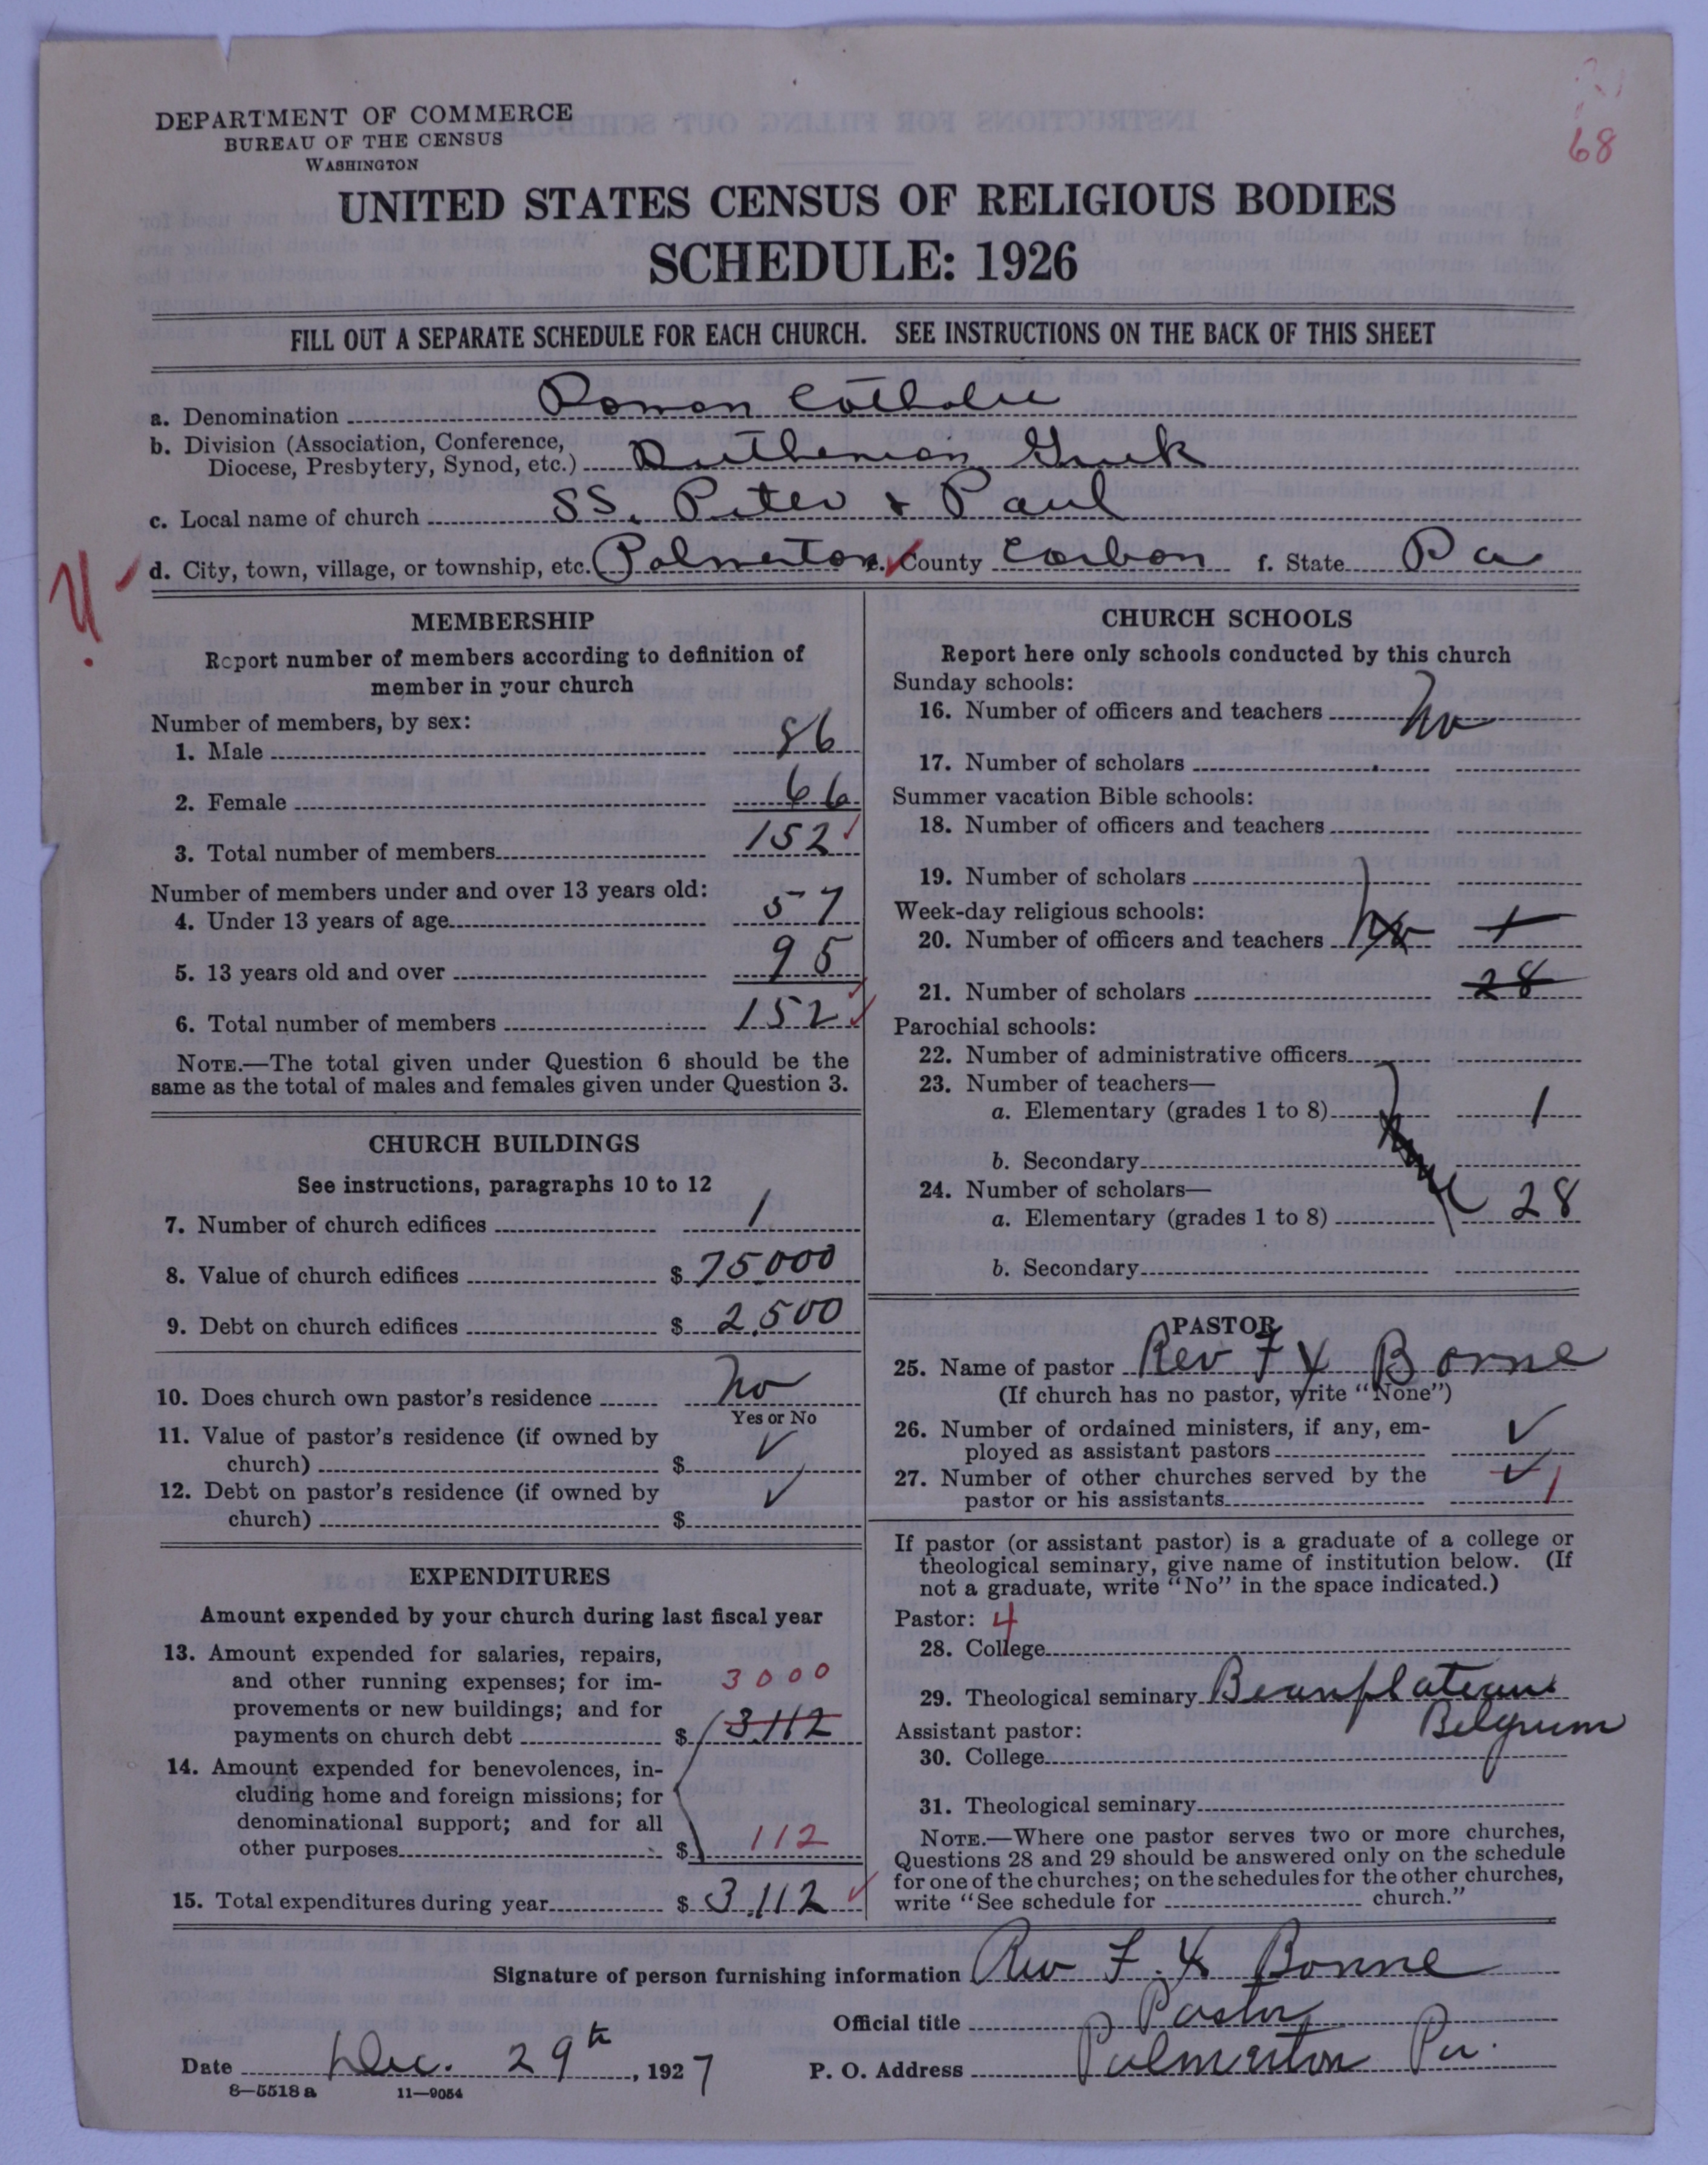 68
DEPARTMENT OF COMMERCE
BUREAU OF THE CENSUS
WASHINGTON
UNITED STATES CENSUS OF RELIGIOUS BODIES
SCHEDULE: 1926
FILL OUT A SEPARATE SCHEDULE FOR EACH CHURCH. SEE INSTRUCTIONS ON THE BACK OF THIS SHEET
a. Denomination Roman Catholic
b. Division (Association, Conference,
Diocese, Presbytery, Synod, etc.) Ruthenian Greek
c. Local name of church SS. Peter & Paul
d. City, town, village, or township, etc. Palmerton e. County Carbon f. State Pa
MEMBERSHIP
Report number of members according to definition of
member in your church
Number of members, by sex:
1. Male 86
2. Female 66
3. Total number of members 152
Number of members under and over 13 years old:
4. Under 13 years of age 57
5. 13 years old and over 95
6. Total number of members 152
NOTE.—The total given under Question 6 should be the
same as the total of males and females given under Question 3.
CHURCH BUILDINGS
See instructions, paragraphs 10 to 12
7. Number of church edifices 1
8. Value of church edifices $ 75000
9. Debt on church edifices $ 2,500
10. Does church own pastor's residence No
Yes or No
11. Value of pastor's residence (if owned by
church) $ ✓
12. Debt on pastor's residence (if owned by
church) $ ✓
EXPENDITURES
Amount expended by your church during last fiscal year
13. Amount expended for salaries, repairs,
and other running expenses; for im-
provements or new buildings; and for
payments on church debt $ 3000
3112
14. Amount expended for benevolences, in-
cluding home and foreign missions; for
denominational support; and for all
other purposes $ 112
15. Total expenditures during year $ 3,112
CHURCH SCHOOLS
Report here only schools conducted by this church
Sunday schools:
16. Number of officers and teachers No
17. Number of scholars
Summer vacation Bible schools:
18. Number of officers and teachers
19. Number of scholars
Week-day religious schools:
20. Number of officers and teachers No 1
21. Number of scholars 28
Parochial schools:
22. Number of administrative officers
23. Number of teachers—
a. Elementary (grades 1 to 8) 1
b. Secondary
24. Number of scholars—
a. Elementary (grades 1 to 8) 28
b. Secondary
PASTOR
25. Name of pastor Rev F X Bonne
(If church has no pastor, write "None")
26. Number of ordained ministers, if any, em-
ployed as assistant pastors ✓
27. Number of other churches served by the
pastor or his assistants ✓ 1
If pastor (or assistant pastor) is a graduate of a college or
theological seminary, give name of institution below. (If
not a graduate, write "No" in the space indicated.)
Pastor: 4
28. College
29. Theological seminary
Belgium
Assistant pastor:
30. College
31. Theological seminary
NOTE.—Where one pastor serves two or more churches,
Questions 28 and 29 should be answered only on the schedule
for one of the churches; on the schedules for the other churches,
write "See schedule for church."
Signature of person furnishing information Rev F. X Bonne
Official title Pastor
Date Dec. 29th, 1927 P. O. Address Palmerton Pa.
8—5518 a 11—9054